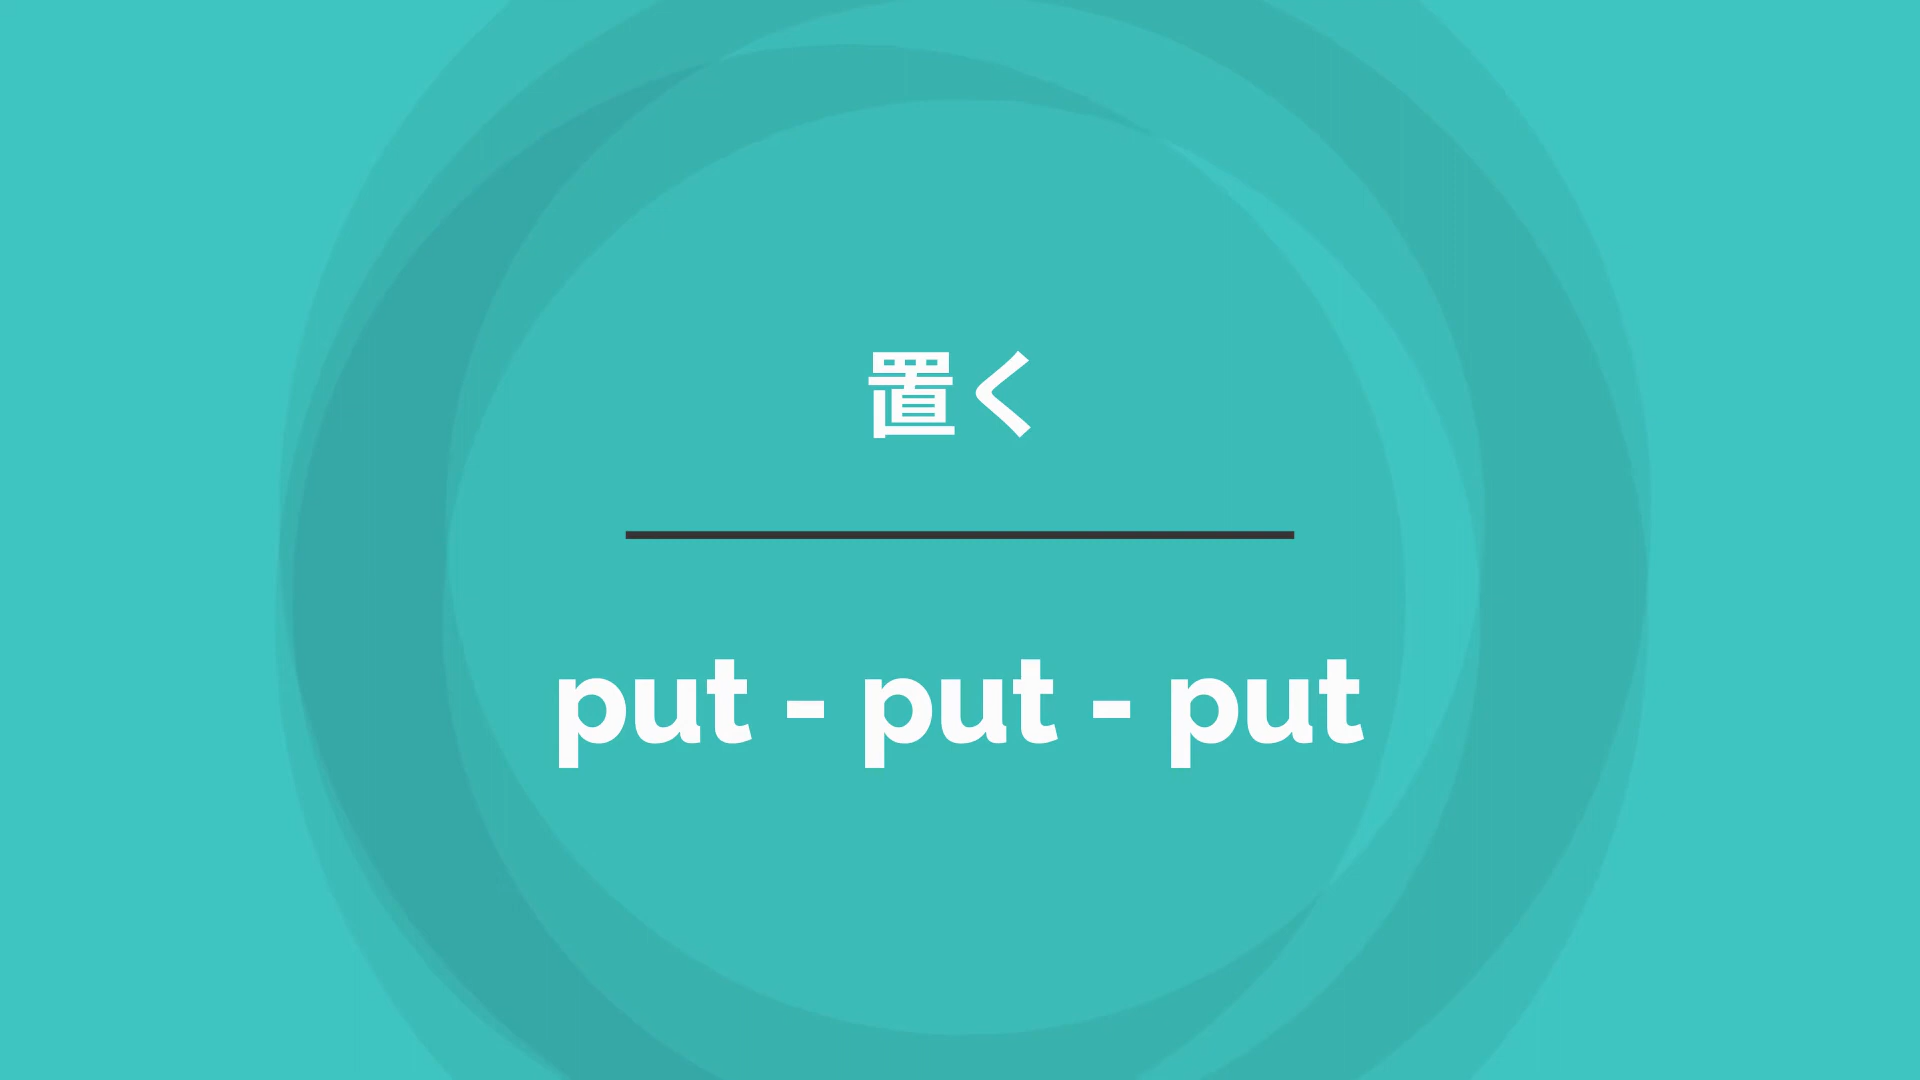 置く
put - put - put